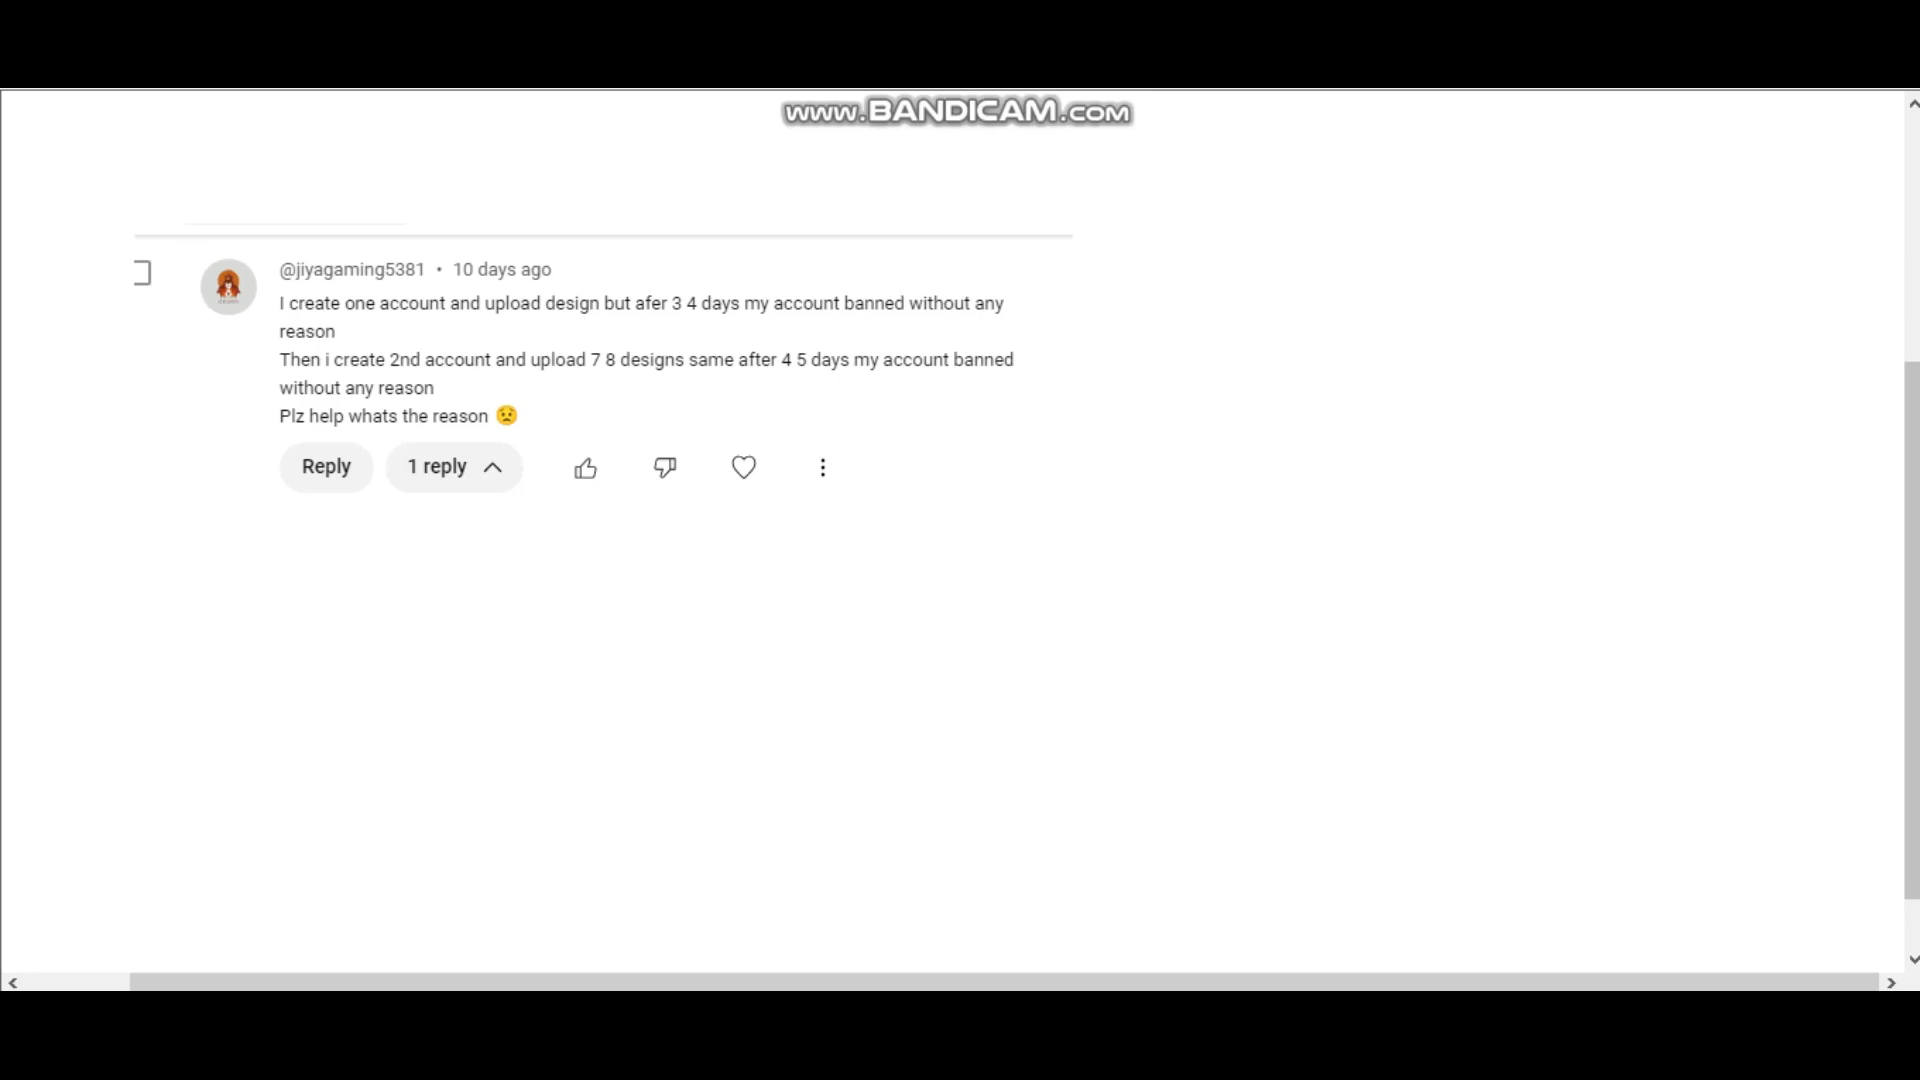 www.BANDICAM.com
@jiyagaming5381 • 10 days ago
I create one account and upload design but afer 3 4 days my account banned without any
reason
Then i create 2nd account and upload 7 8 designs same after 4 5 days my account banned
without any reason
Plz help whats the reason 😟
Reply 1 reply